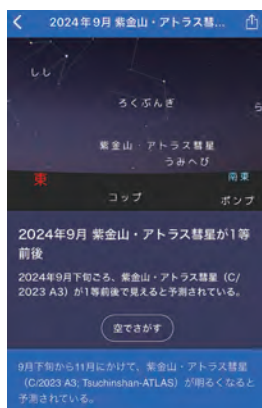 2024年9月 紫金山・アトラス彗...
しし
ろくぶんぎ
ら
紫金山・アトラス彗星
うみへび
東
南東
コップ
ポンプ
2024年9月 紫金山・アトラス彗星が1等
前後
2024年9月下旬ごろ、紫金山・アトラス彗星（C/
2023 A3）が1等前後で見えると予測されている。
空でさがす
9月下旬から11月にかけて、紫金山・アトラス彗星
（C/2023 A3; Tsuchinshan-ATLAS）が明るくなると
予測されている。